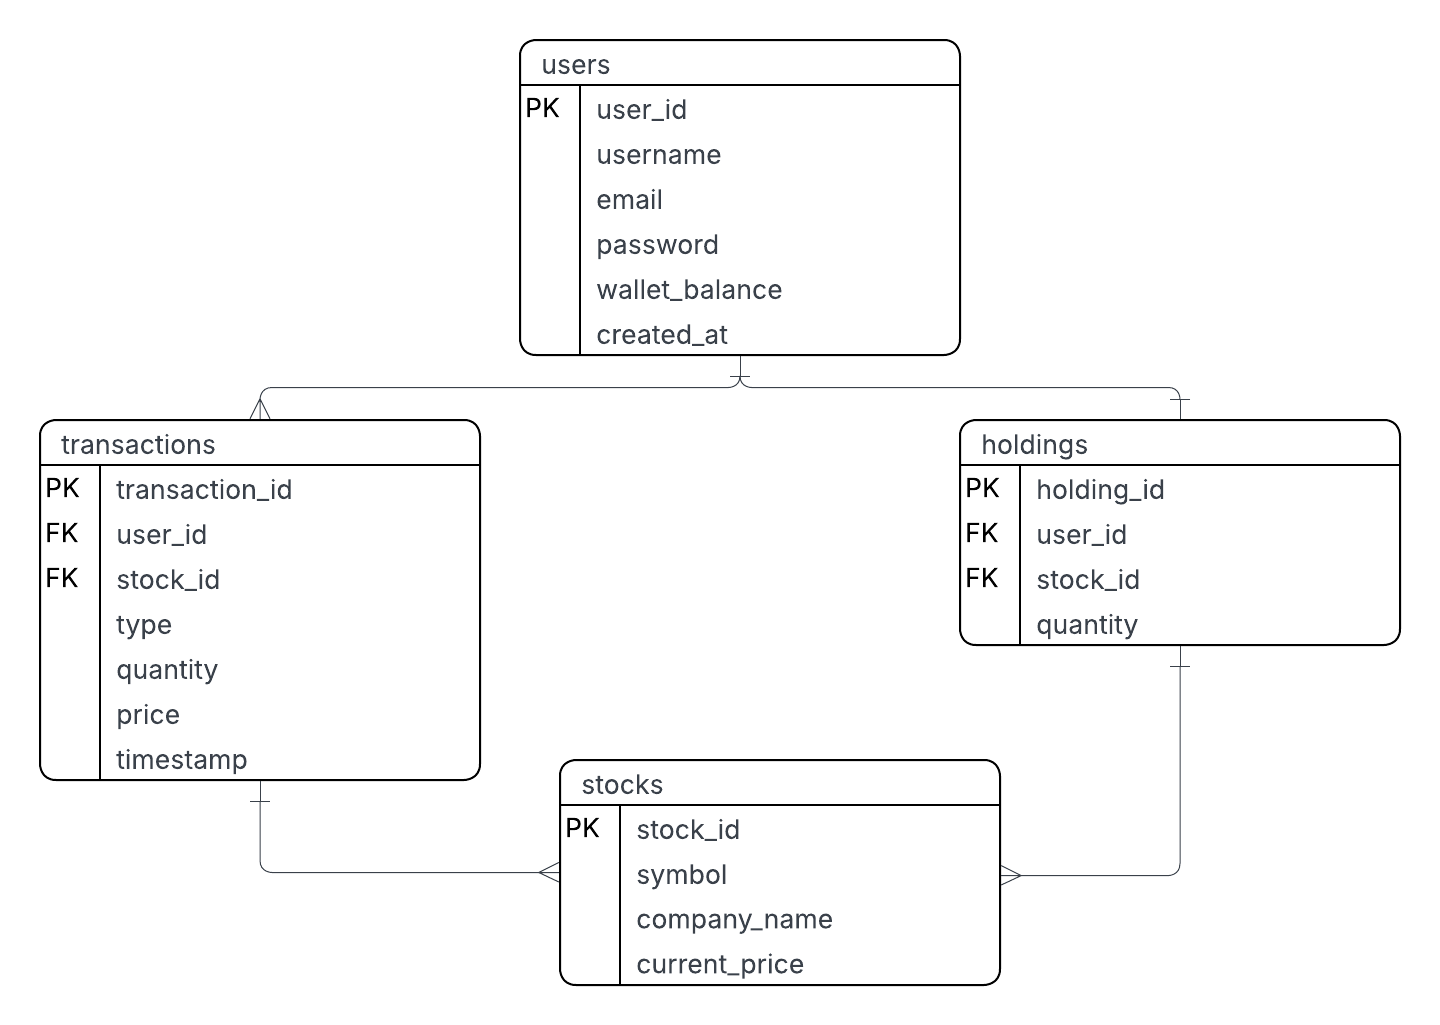 users
PK user_id
username
email
password
wallet_balance
created_at
transactions
PK transaction_id
FK user_id
FK stock_id
type
quantity
price
timestamp
holdings
PK holding_id
FK user_id
FK stock_id
quantity
stocks
PK stock_id
symbol
company_name
current_price